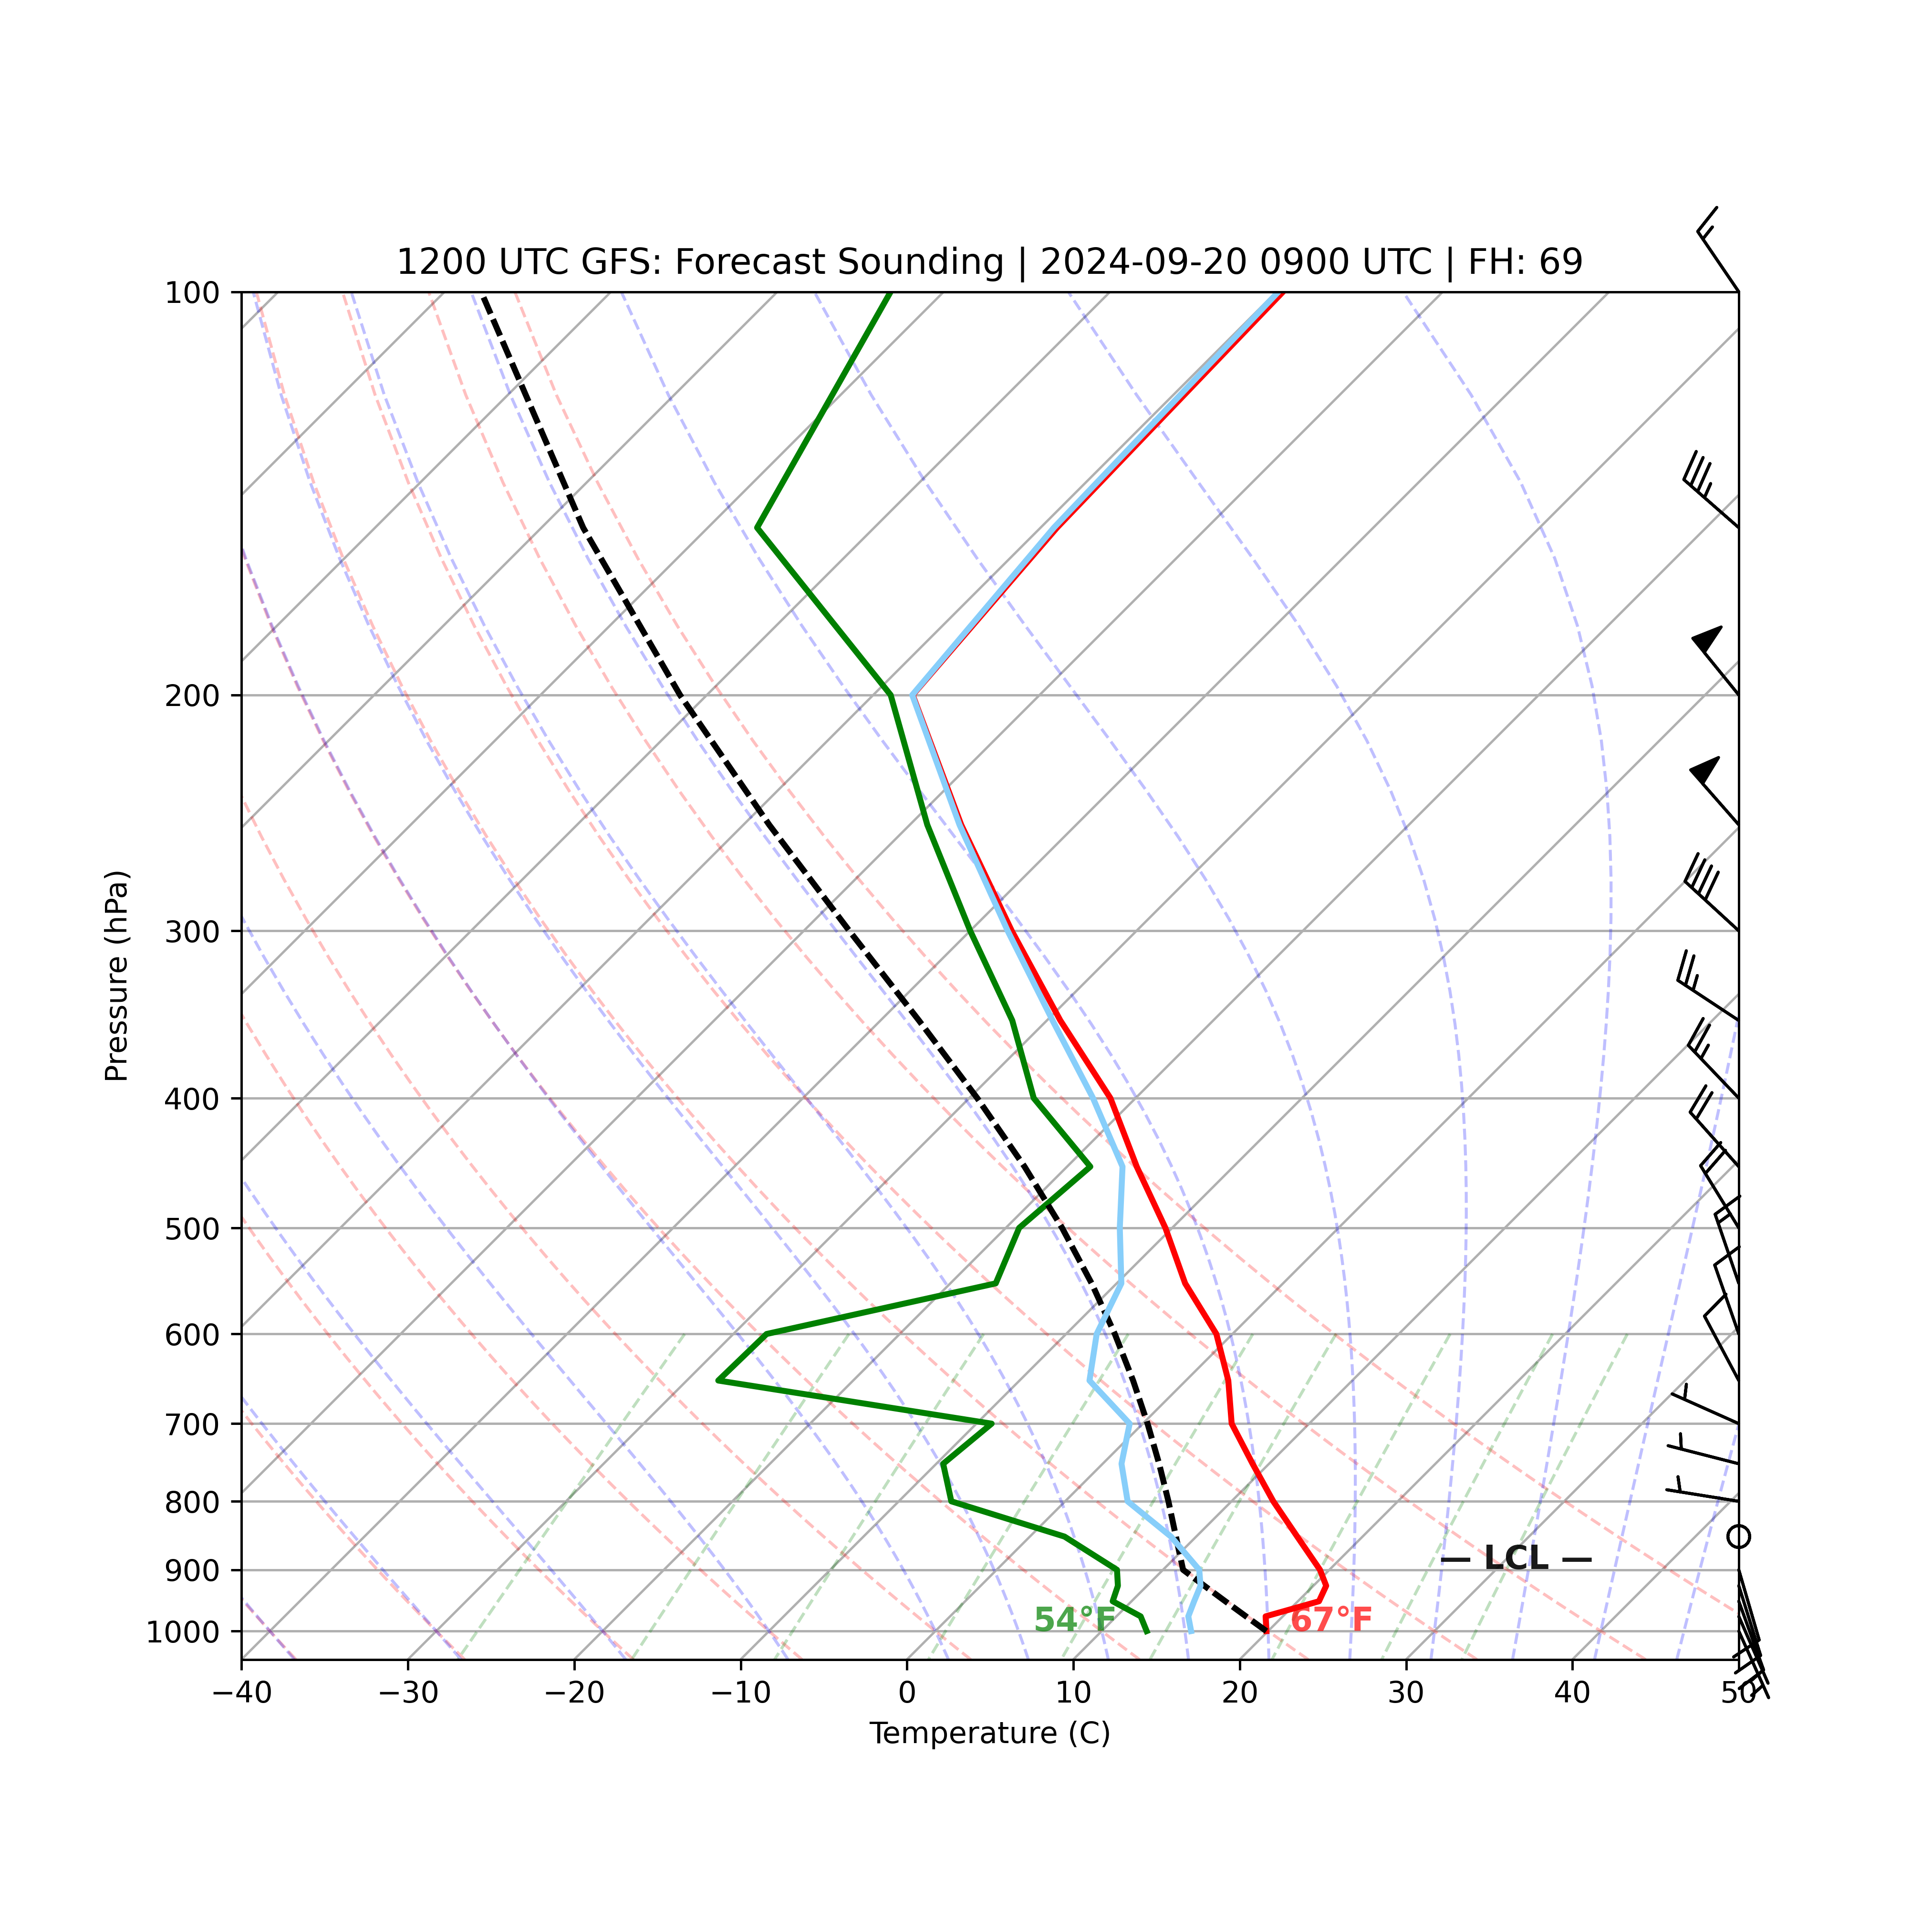 1200 UTC GFS: Forecast Sounding | 2024-09-20 0900 UTC | FH: 69
100
200
300
400
500
600
700
800
900
1000
Pressure (hPa)
— LCL —
54°F
67°F
−40 −30 −20 −10 0 10 20 30 40 50
Temperature (C)